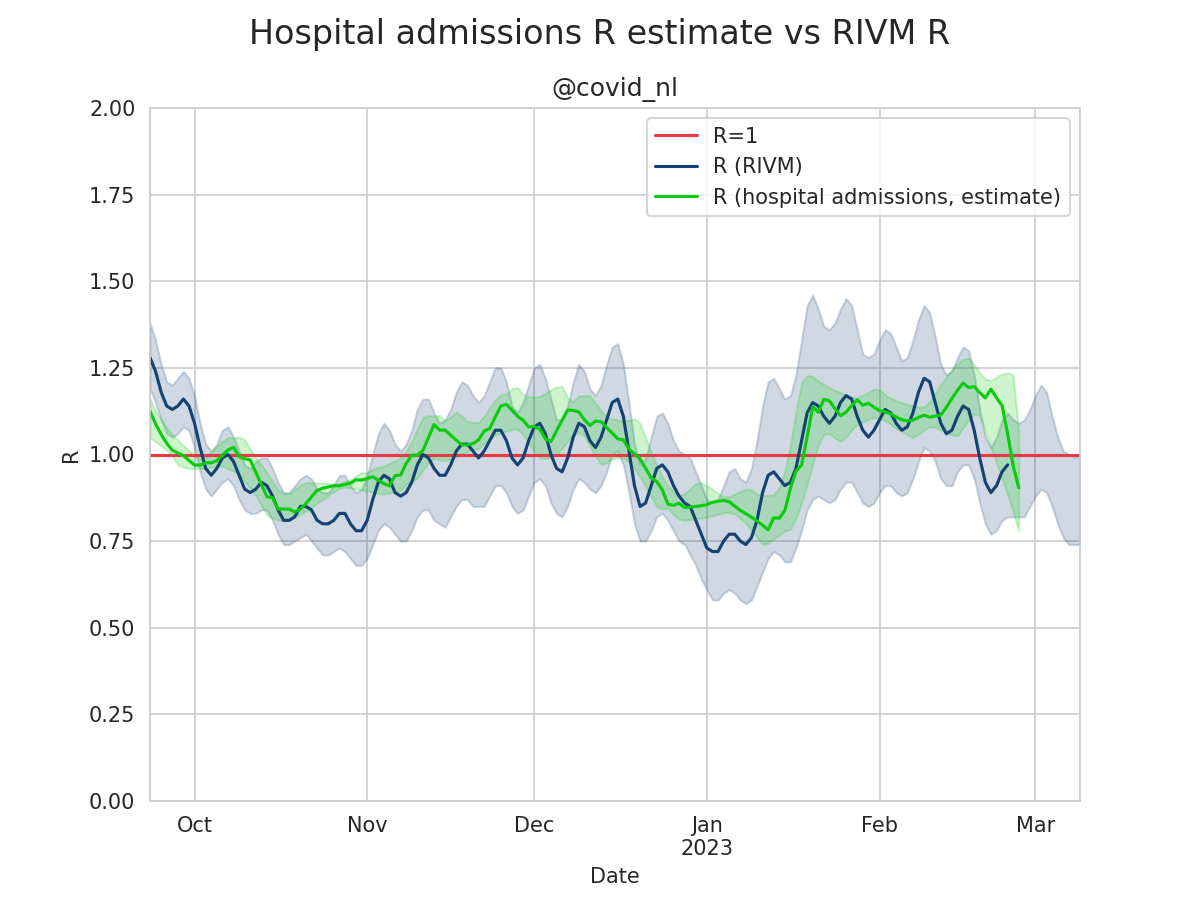 Hospital admissions R estimate vs RIVM R
@covid_nl
2.00
1.75
1.50
1.25
1.00
0.75
0.50
0.25
0.00
R
R=1
R (RIVM)
R (hospital admissions, estimate)
Oct
Nov
Dec
Jan
2023
Feb
Mar
Date